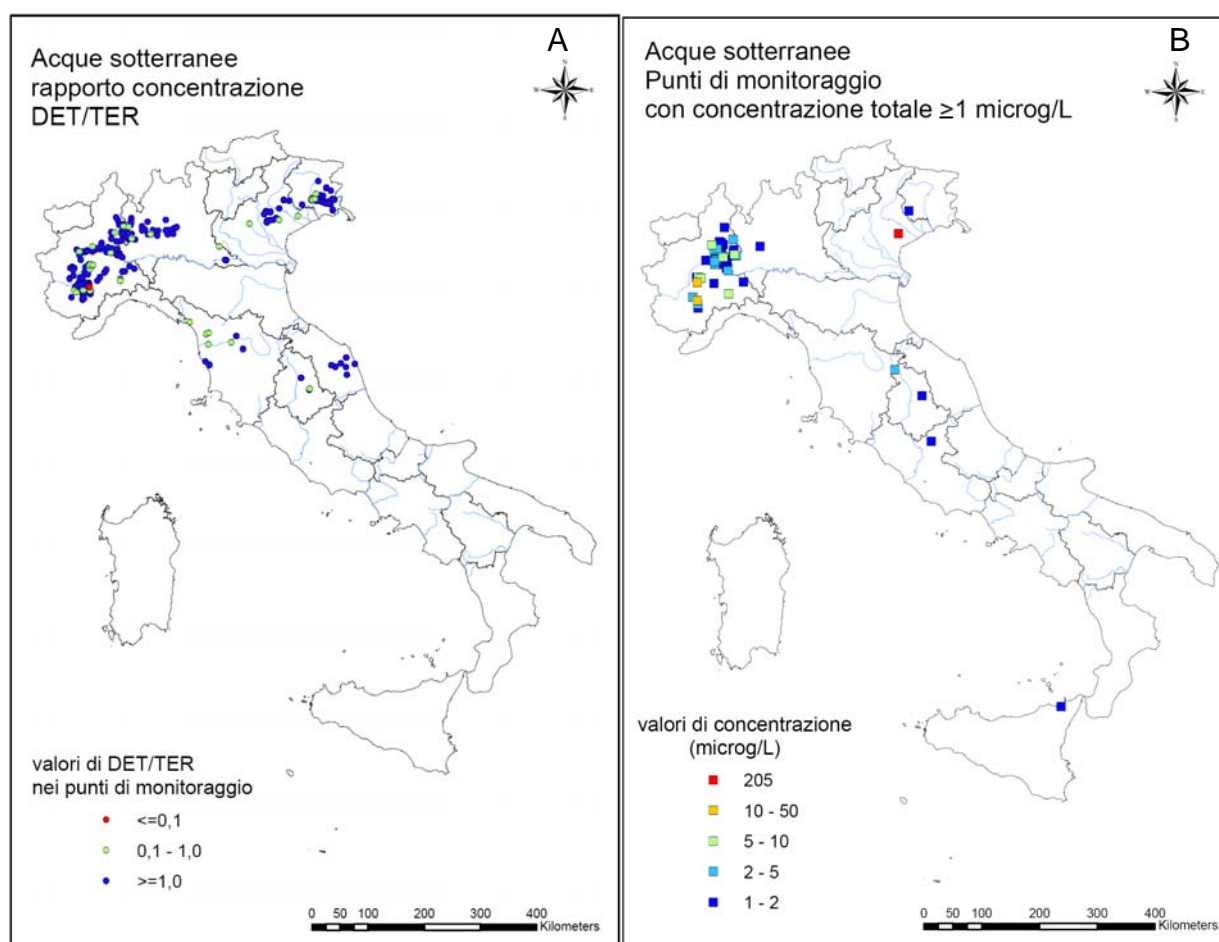 A
Acque sotterranee
rapporto concentrazione
DET/TER
N
W
E
S
valori di DET/TER
nei punti di monitoraggio
<=0,1
0,1 - 1,0
>=1,0
0 50 100 200 300 400
Kilometers
B
Acque sotterranee
Punti di monitoraggio
con concentrazione totale ≥1 microg/L
N
W
E
S
valori di concentrazione
(microg/L)
205
10 - 50
5 - 10
2 - 5
1 - 2
0 50 100 200 300 400
Kilometers